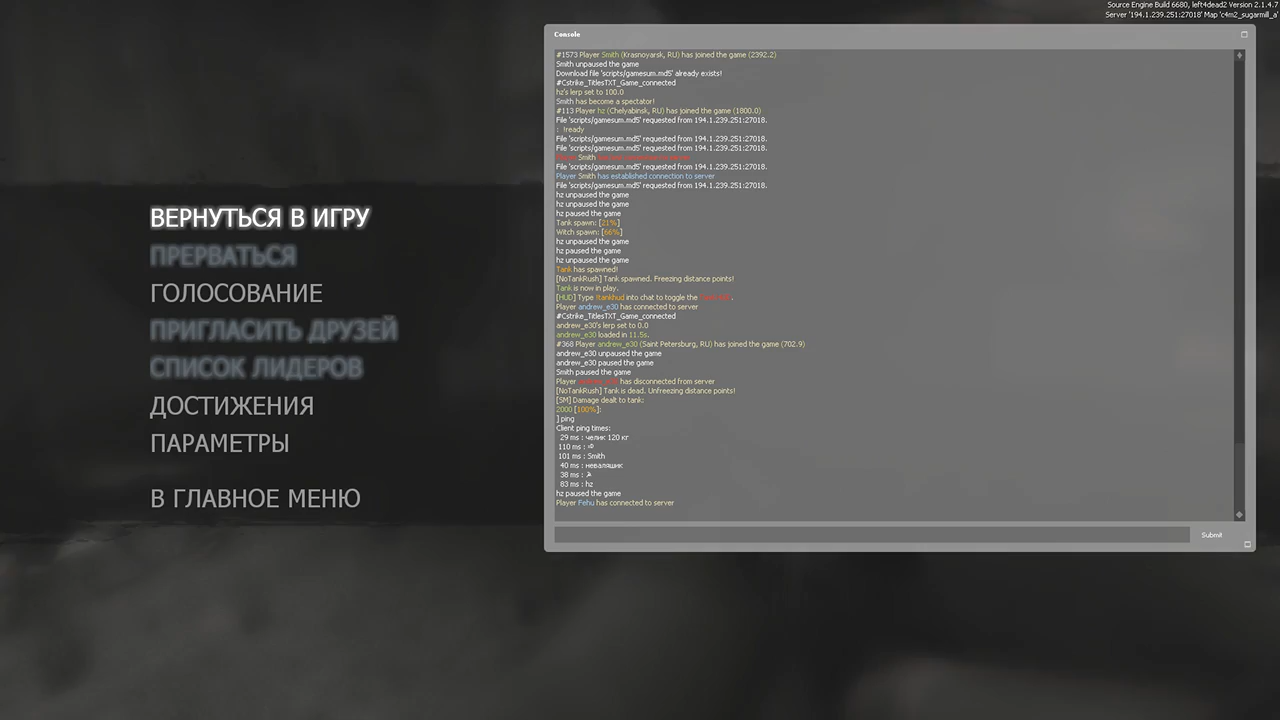 Source Engine Build 6680, left4dead2 Version 2.1.4.7
Server '194.1.239.251:27018' Map 'c4m2_sugarmill_a'
ВЕРНУТЬСЯ В ИГРУ
ПРЕРВАТЬСЯ
ГОЛОСОВАНИЕ
ПРИГЛАСИТЬ ДРУЗЕЙ
СПИСОК ЛИДЕРОВ
ДОСТИЖЕНИЯ
ПАРАМЕТРЫ
В ГЛАВНОЕ МЕНЮ
Console
#1573 Player Smith (Krasnoyarsk, RU) has joined the game (2392.2)
Smith unpaused the game
Download file 'scripts/gamesum.md5' already exists!
#Cstrike_TitlesTXT_Game_connected
hz's lerp set to 100.0
Smith has become a spectator!
#113 Player hz (Chelyabinsk, RU) has joined the game (1800.0)
File 'scripts/gamesum.md5' requested from 194.1.239.251:27018.
: !ready
File 'scripts/gamesum.md5' requested from 194.1.239.251:27018.
File 'scripts/gamesum.md5' requested from 194.1.239.251:27018.
Smith
File 'scripts/gamesum.md5' requested from 194.1.239.251:27018.
Player Smith has established connection to server
File 'scripts/gamesum.md5' requested from 194.1.239.251:27018.
hz unpaused the game
hz unpaused the game
hz paused the game
Tank spawn: [21%]
Witch spawn: [66%]
hz unpaused the game
hz paused the game
hz unpaused the game
Tank has spawned!
[NoTankRush] Tank spawned. Freezing distance points!
Tank is now in play.
[HUD] Type !tankhud into chat to toggle the
Player andrew_e30 has connected to server
#Cstrike_TitlesTXT_Game_connected
andrew_e30's lerp set to 0.0
andrew_e30 loaded in 11.5s.
#368 Player andrew_e30 (Saint Petersburg, RU) has joined the game (702.9)
andrew_e30 unpaused the game
andrew_e30 paused the game
Smith paused the game
Player has disconnected from server
[NoTankRush] Tank is dead. Unfreezing distance points!
[SM] Damage dealt to tank:
2000 [100%]:
] ping
Client ping times:
29 ms : челик 120 кг
110 ms :
101 ms : Smith
40 ms : неваляшик
38 ms :
83 ms : hz
hz paused the game
Player Fehu has connected to server
Submit